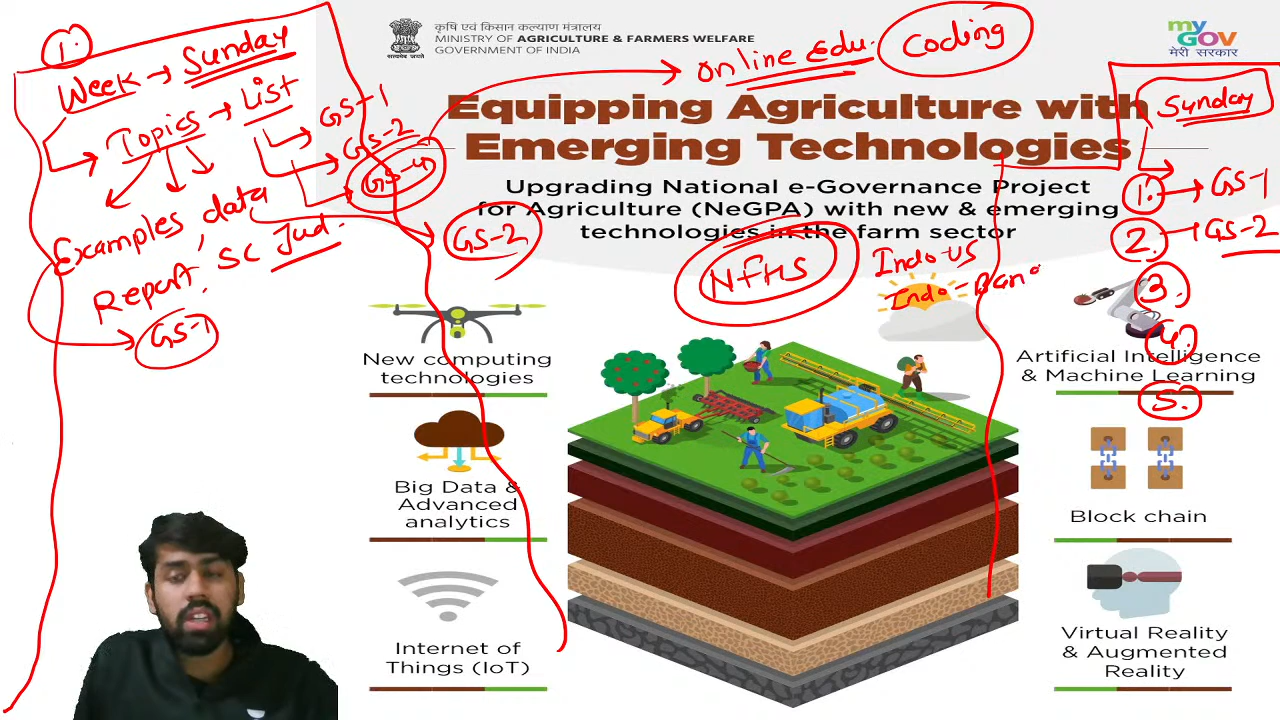 1.
Week → Sunday
Topics → List
GS-1
GS-2
GS-4
Examples, data
Report, SC Jud.
GS-1
GS-2
कृषि एवं किसान कल्याण मंत्रालय
MINISTRY OF AGRICULTURE & FARMERS WELFARE
GOVERNMENT OF INDIA
सत्यमेव जयते
Online Edu.
Coding
my
GOV
मेरी सरकार
Equipping Agriculture with
Emerging Technologies
Upgrading National e-Governance Project
for Agriculture (NeGPA) with new & emerging
technologies in the farm sector
NFHS
Indo-US
Sunday
1. → GS-1
2. → GS-2
3.
4.
5.
New computing
technologies
Big Data &
Advanced
analytics
Internet of
Things (IoT)
Artificial Intelligence
& Machine Learning
Block chain
Virtual Reality
& Augmented
Reality